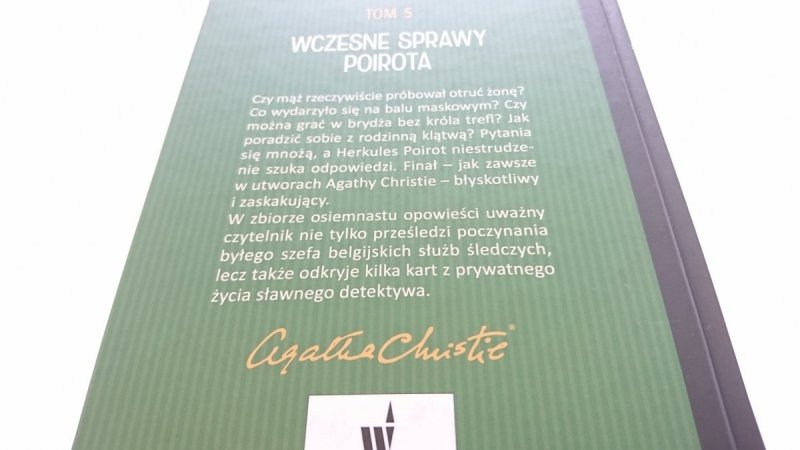 TOM 5
WCZESNE SPRAWY
POIROTA
Czy mąż rzeczywiście próbował otruć żonę?
Co wydarzyło się na balu maskowym? Czy
można grać w brydża bez króla trefl? Jak
poradzić sobie z rodzinną klątwą? Pytania
się mnożą, a Herkules Poirot niestrudze-
nie szuka odpowiedzi. Finał – jak zawsze
w utworach Agathy Christie – błyskotliwy
i zaskakujący.
W zbiorze osiemnastu opowieści uważny
czytelnik nie tylko prześledzi poczynania
byłego szefa belgijskich służb śledczych,
lecz także odkryje kilka kart z prywatnego
życia sławnego detektywa.
Agatha Christie®